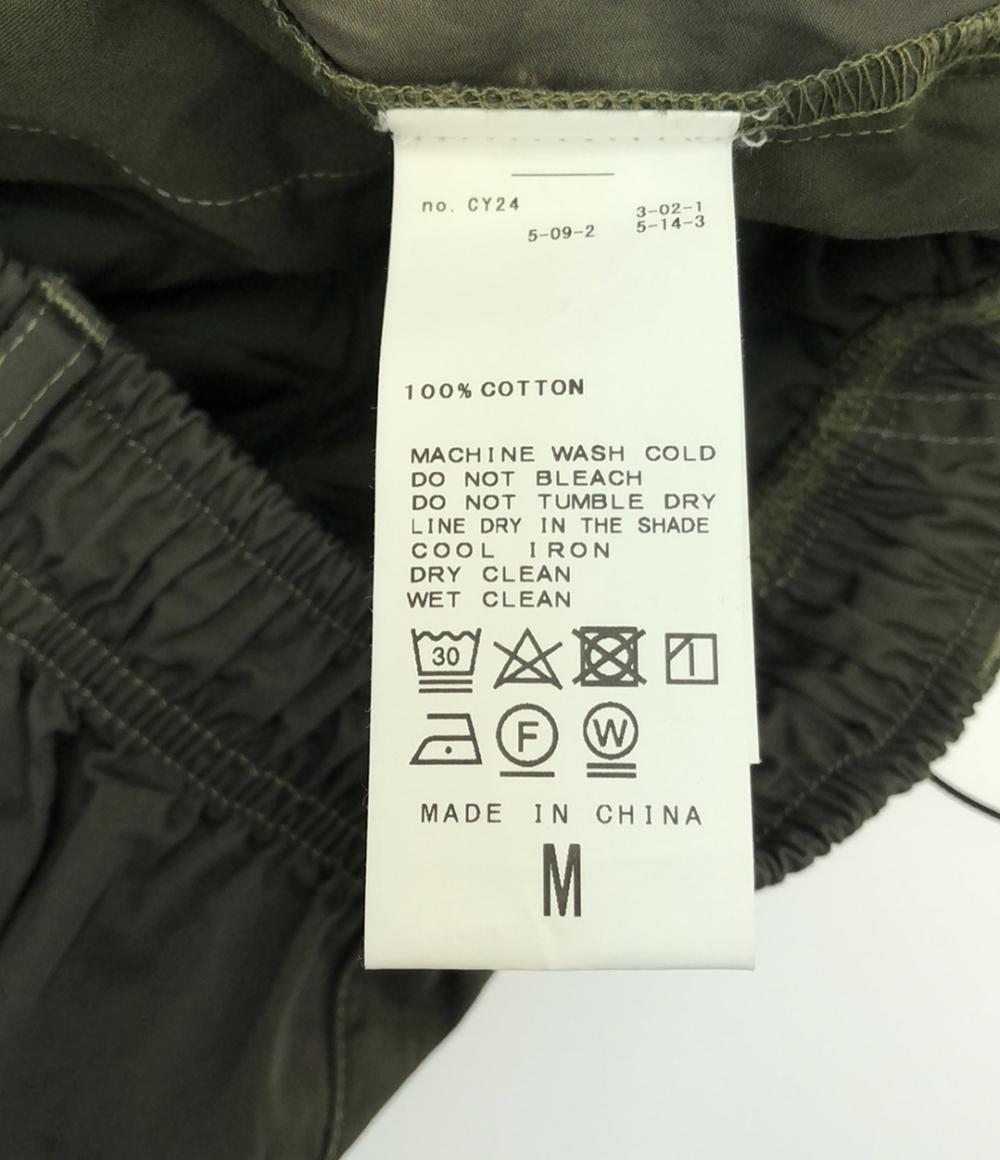 no. CY24 3-02-1
5-09-2 5-14-3
100% COTTON
MACHINE WASH COLD
DO NOT BLEACH
DO NOT TUMBLE DRY
LINE DRY IN THE SHADE
COOL IRON
DRY CLEAN
WET CLEAN
30
F W
MADE IN CHINA
M